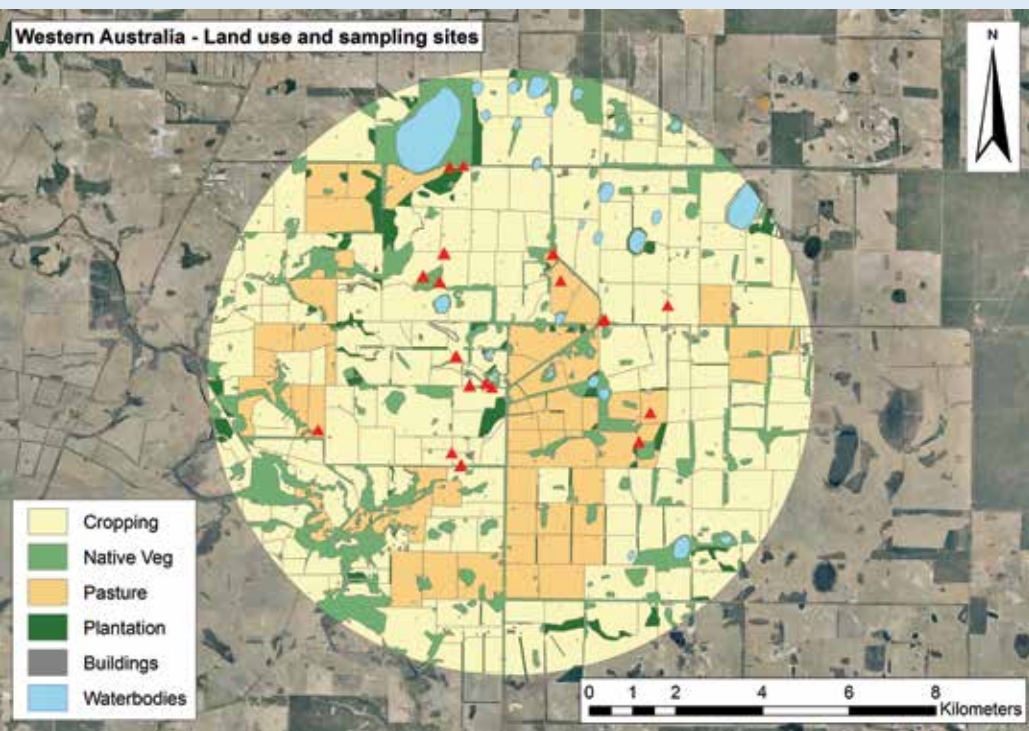 Western Australia - Land use and sampling sites
N
Cropping
Native Veg
Pasture
Plantation
Buildings
Waterbodies
0 1 2 4 6 8
Kilometers